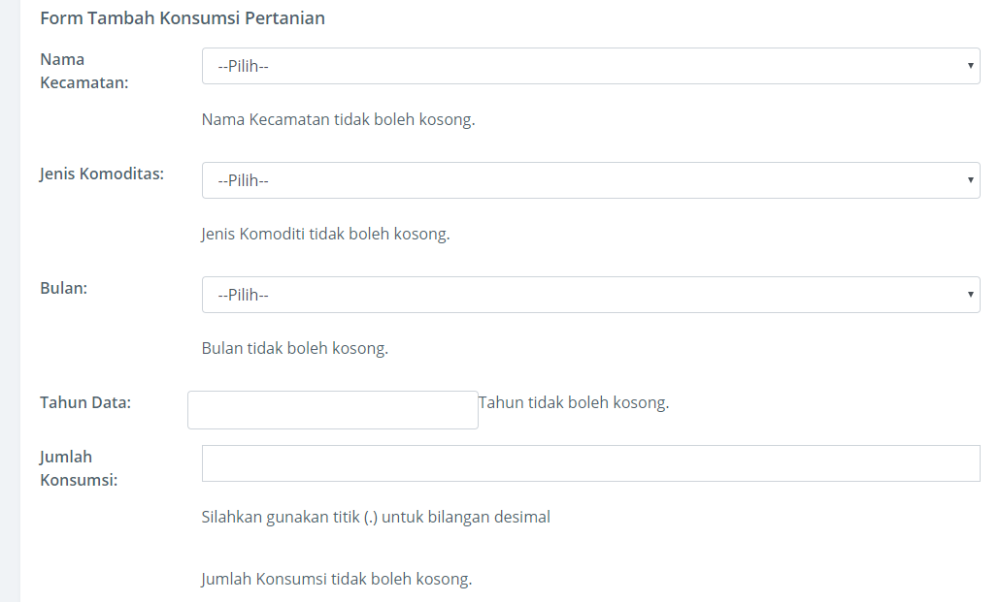 Form Tambah Konsumsi Pertanian
Nama
Kecamatan:
--Pilih--
Nama Kecamatan tidak boleh kosong.
Jenis Komoditas:
--Pilih--
Jenis Komoditi tidak boleh kosong.
Bulan:
--Pilih--
Bulan tidak boleh kosong.
Tahun Data:
Tahun tidak boleh kosong.
Jumlah
Konsumsi:
Silahkan gunakan titik (.) untuk bilangan desimal
Jumlah Konsumsi tidak boleh kosong.